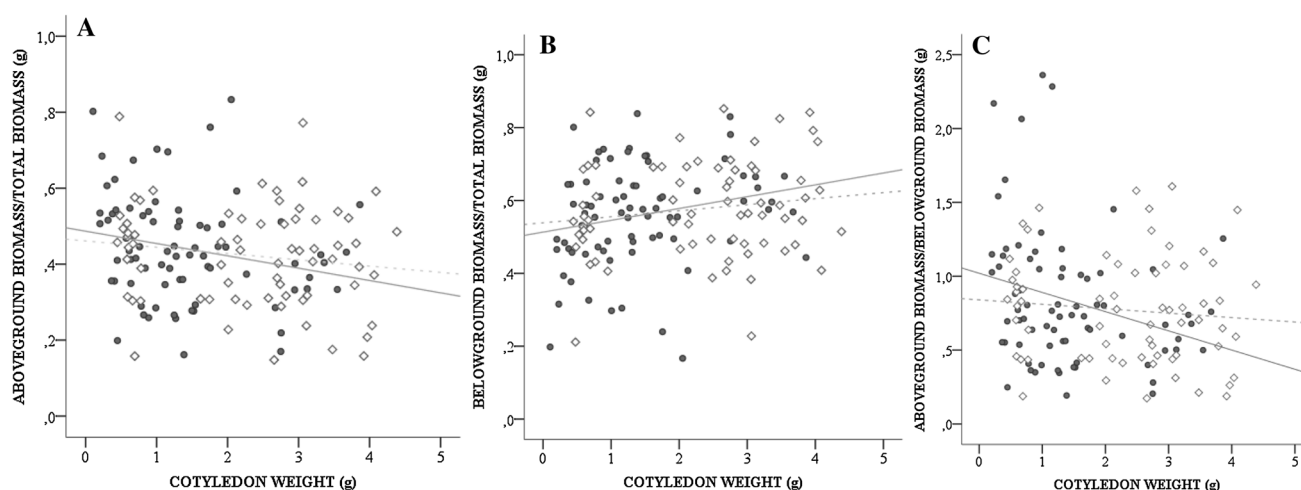 A
ABOVEGROUND BIOMASS/TOTAL BIOMASS (g)
1,0
,8
,6
,4
,2
,0
0 1 2 3 4 5
COTYLEDON WEIGHT (g)
B
BELOWGROUND BIOMASS/TOTAL BIOMASS (g)
1,0
,8
,6
,4
,2
,0
0 1 2 3 4 5
COTYLEDON WEIGHT (g)
C
ABOVEGROUND BIOMASS/BELOWGROUND BIOMASS (g)
2,5
2,0
1,5
1,0
,5
,0
0 1 2 3 4 5
COTYLEDON WEIGHT (g)